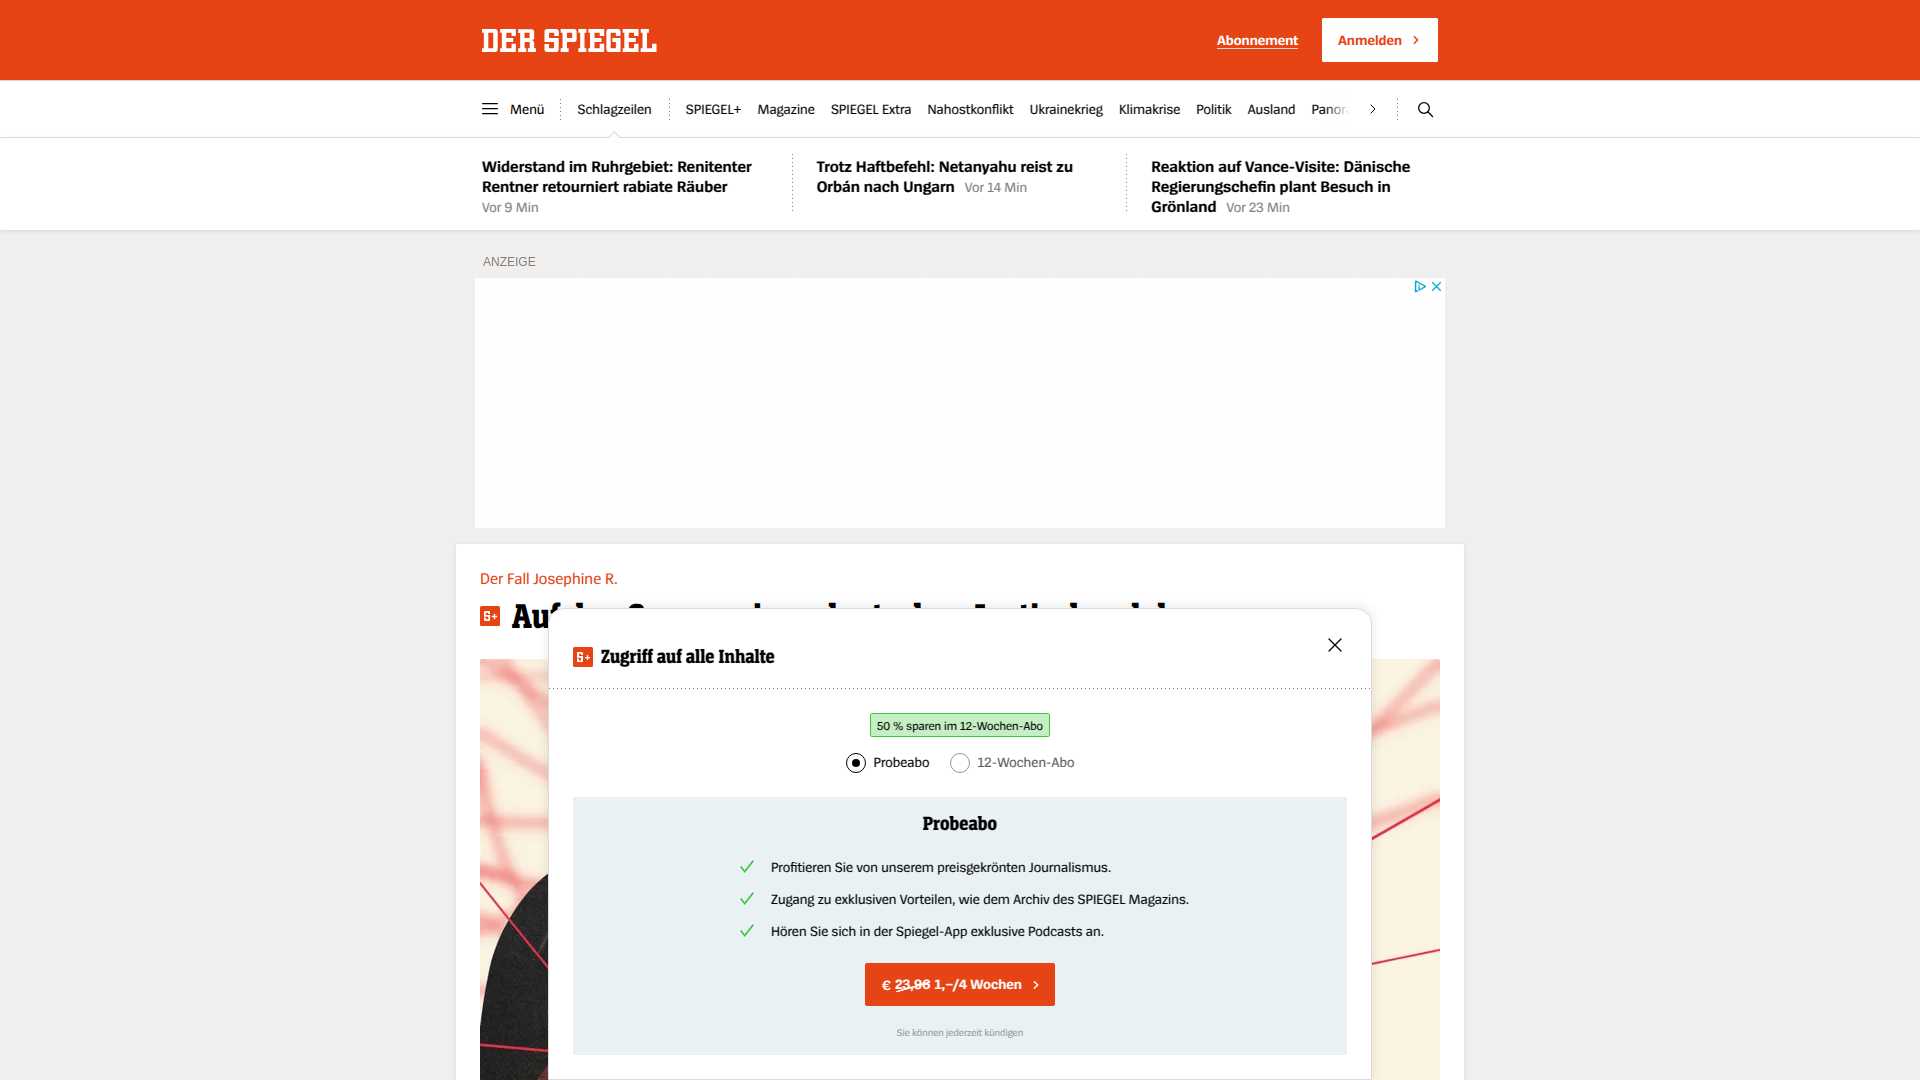 DER SPIEGEL
Abonnement
Anmelden
Menü
Schlagzeilen
SPIEGEL+
Magazine
SPIEGEL Extra
Nahostkonflikt
Ukrainekrieg
Klimakrise
Politik
Ausland
Widerstand im Ruhrgebiet: Renitenter
Rentner retourniert rabiate Räuber
Vor 9 Min
Trotz Haftbefehl: Netanyahu reist zu
Orbán nach Ungarn Vor 14 Min
Reaktion auf Vance-Visite: Dänische
Regierungschefin plant Besuch in
Grönland Vor 23 Min
ANZEIGE
Der Fall Josephine R.
Zugriff auf alle Inhalte
50 % sparen im 12-Wochen-Abo
Probeabo
12-Wochen-Abo
Probeabo
Profitieren Sie von unserem preisgekrönten Journalismus.
Zugang zu exklusiven Vorteilen, wie dem Archiv des SPIEGEL Magazins.
Hören Sie sich in der Spiegel-App exklusive Podcasts an.
€ 23,96 1,–/4 Wochen
Sie können jederzeit kündigen